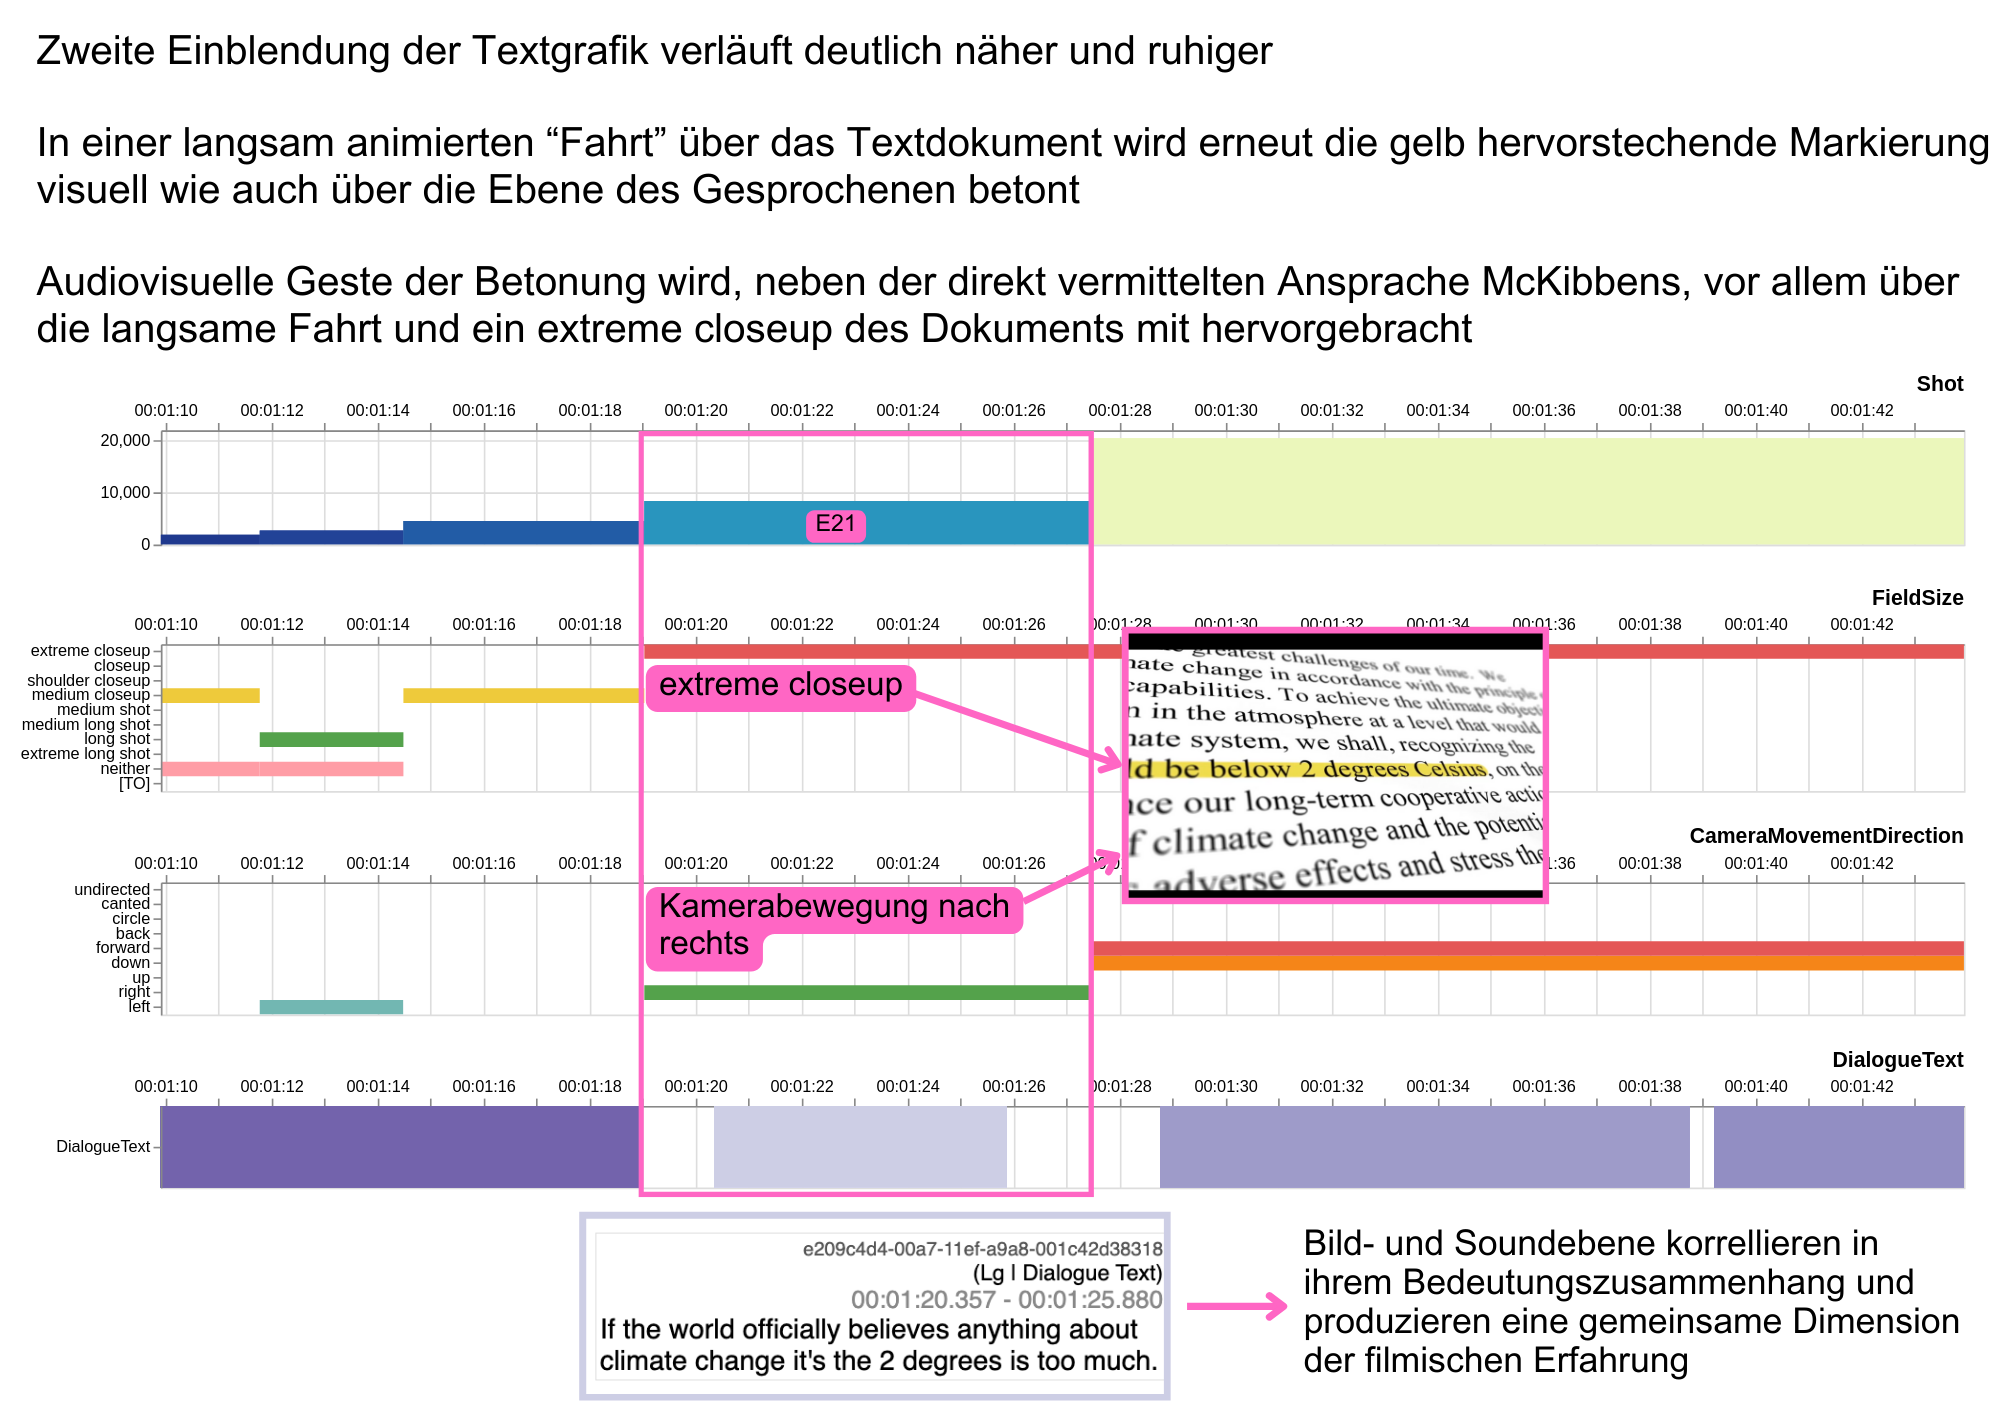 Zweite Einblendung der Textgrafik verläuft deutlich näher und ruhiger
In einer langsam animierten “Fahrt” über das Textdokument wird erneut die gelb hervorstechende Markierung
visuell wie auch über die Ebene des Gesprochenen betont
Audiovisuelle Geste der Betonung wird, neben der direkt vermittelten Ansprache McKibbens, vor allem über
die langsame Fahrt und ein extreme closeup des Dokuments mit hervorgebracht
Shot
00:01:10 00:01:12 00:01:14 00:01:16 00:01:18 00:01:20 00:01:22 00:01:24 00:01:26 00:01:28 00:01:30 00:01:32 00:01:34 00:01:36 00:01:38 00:01:40 00:01:42
20,000
10,000
0
E21
FieldSize
00:01:10 00:01:12 00:01:14 00:01:16 00:01:18 00:01:20 00:01:22 00:01:24 00:01:26 00:01:28 00:01:30 00:01:32 00:01:34 00:01:36 00:01:38 00:01:40 00:01:42
extreme closeup
closeup
shoulder closeup
medium closeup
medium shot
medium long shot
long shot
extreme long shot
neither
[TO]
extreme closeup
greatest challenges of our time. We
nate change in accordance with the principle
capabilities. To achieve the ultimate objecti
n in the atmosphere at a level that would
nate system, we shall, recognizing the
ld be below 2 degrees Celsius, on the
nce our long-term cooperative actio
f climate change and the potenti
adverse effects and stress the
CameraMovementDirection
00:01:10 00:01:12 00:01:14 00:01:16 00:01:18 00:01:20 00:01:22 00:01:24 00:01:26 1:36 00:01:38 00:01:40 00:01:42
undirected
canted
circle
back
forward
down
up
right
left
Kamerabewegung nach
rechts
DialogueText
00:01:10 00:01:12 00:01:14 00:01:16 00:01:18 00:01:20 00:01:22 00:01:24 00:01:26 00:01:28 00:01:30 00:01:32 00:01:34 00:01:36 00:01:38 00:01:40 00:01:42
DialogueText
e209c4d4-00a7-11ef-a9a8-001c42d38318
(Lg | Dialogue Text)
00:01:20.357 - 00:01:25.880
If the world officially believes anything about
climate change it's the 2 degrees is too much.
Bild- und Soundebene korrellieren in
ihrem Bedeutungszusammenhang und
produzieren eine gemeinsame Dimension
der filmischen Erfahrung